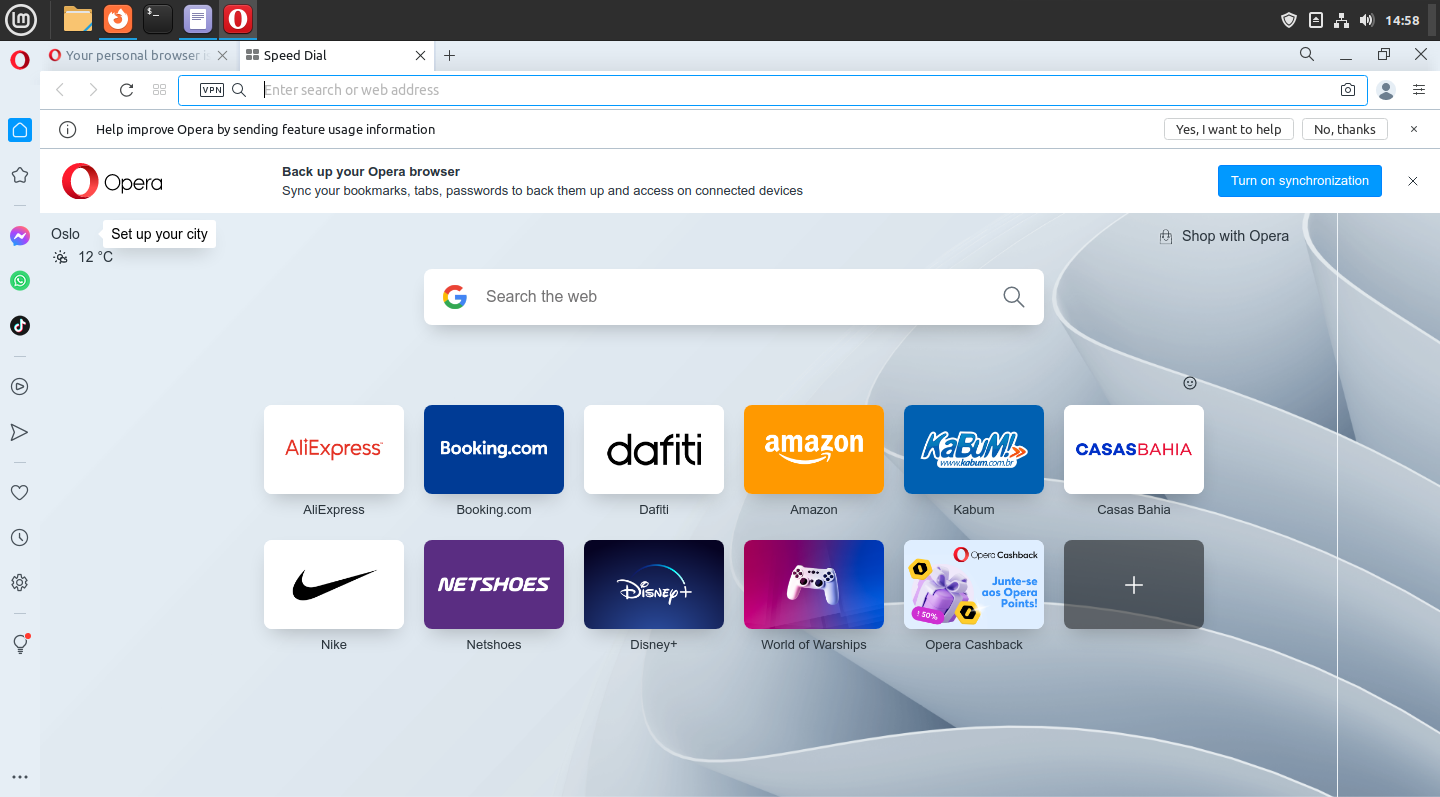 14:58
Your personal browser i
Speed Dial
VPN
Enter search or web address
Help improve Opera by sending feature usage information
Yes, I want to help
No, thanks
Opera
Back up your Opera browser
Sync your bookmarks, tabs, passwords to back them up and access on connected devices
Turn on synchronization
Oslo
Set up your city
12 °C
Shop with Opera
Search the web
AliExpress
Booking.com
dafiti
amazon
KaBuM!
www.kabum.com.br
CASASBAHIA
AliExpress
Booking.com
Dafiti
Amazon
Kabum
Casas Bahia
NETSHOES
Disney+
Opera Cashback
Junte-se
aos Opera
Points!
↑ 50%
Nike
Netshoes
Disney+
World of Warships
Opera Cashback